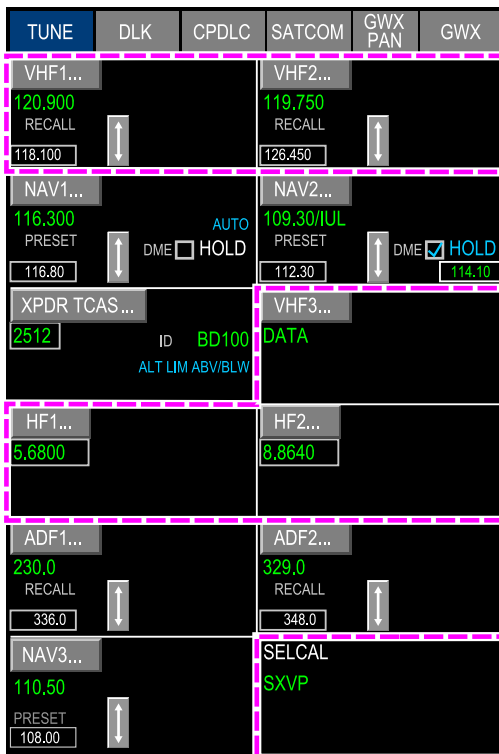 TUNE DLK CPDLC SATCOM GWX PAN GWX
VHF1... VHF2...
120.900 119.750
RECALL RECALL
118.100 126.450
NAV1... NAV2...
116.300 AUTO 109.30/IUL
PRESET DME HOLD PRESET DME HOLD
116.80 112.30 114.10
XPDR TCAS... VHF3...
2512 ID BD100 DATA
ALT LIM ABV/BLW
HF1... HF2...
5.6800 8.8640
ADF1... ADF2...
230.0 329.0
RECALL RECALL
336.0 348.0
NAV3... SELCAL
110.50 SXVP
PRESET
108.00